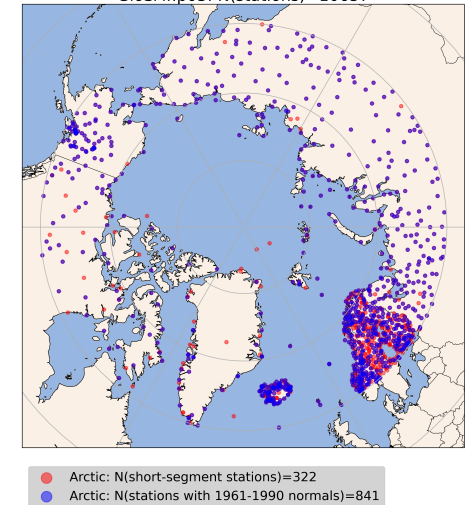 Arctic: N(short-segment stations)=322
Arctic: N(stations with 1961-1990 normals)=841